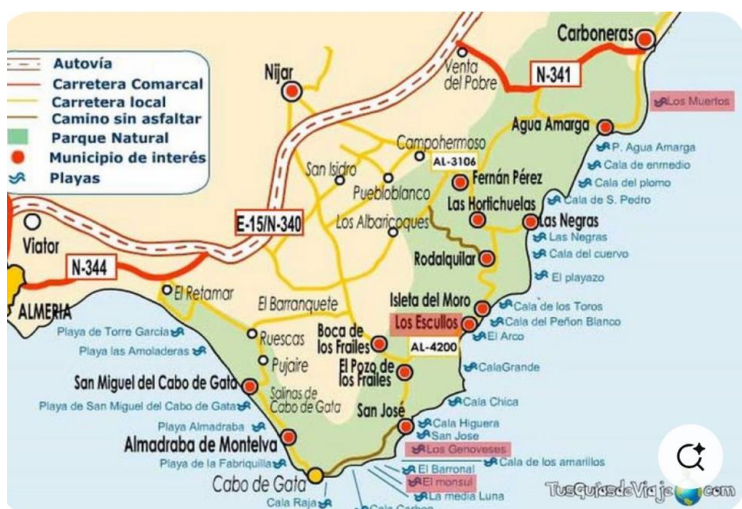 Autovía
Carretera Comarcal
Carretera local
Camino sin asfaltar
Parque Natural
Municipio de interés
Playas
Carboneras
Venta
del Pobre
N-341
Nijar
Los Muertos
Agua Amarga
P. Agua Amarga
Cala de enmedio
Cala del plomo
Cala de S. Pedro
Campohermoso
AL-3106
San Isidro
Puebloblanco
Fernán Pérez
Las Hortichuelas
Los Albaricoques
Las Negras
Las Negras
Cala del cuervo
El playazo
E-15/N-340
Viator
N-344
Rodalquilar
ALMERIA
El Retamar
El Barranquete
Isleta del Moro
Cala de los Toros
Los Escullos
Cala del Peñon Blanco
El Arco
Playa de Torre García
Playa las Amoladeras
Ruescas
Pujaire
Boca de
los Frailes
AL-4200
El Pozo de
los Frailes
CalaGrande
Cala Chica
San Miguel del Cabo de Gata
Playa de San Miguel del Cabo de Gata
Salinas de
Cabo de Gata
San José
Cala Higuera
San Jose
Los Genoveses
Playa Almadraba
Almadraba de Montelva
Playa de la Fabriquilla
El Barronal
Cala de los amarillos
El monsul
La media Luna
Cabo de Gata
Cala Raja
TusGuíasdeViaje.com